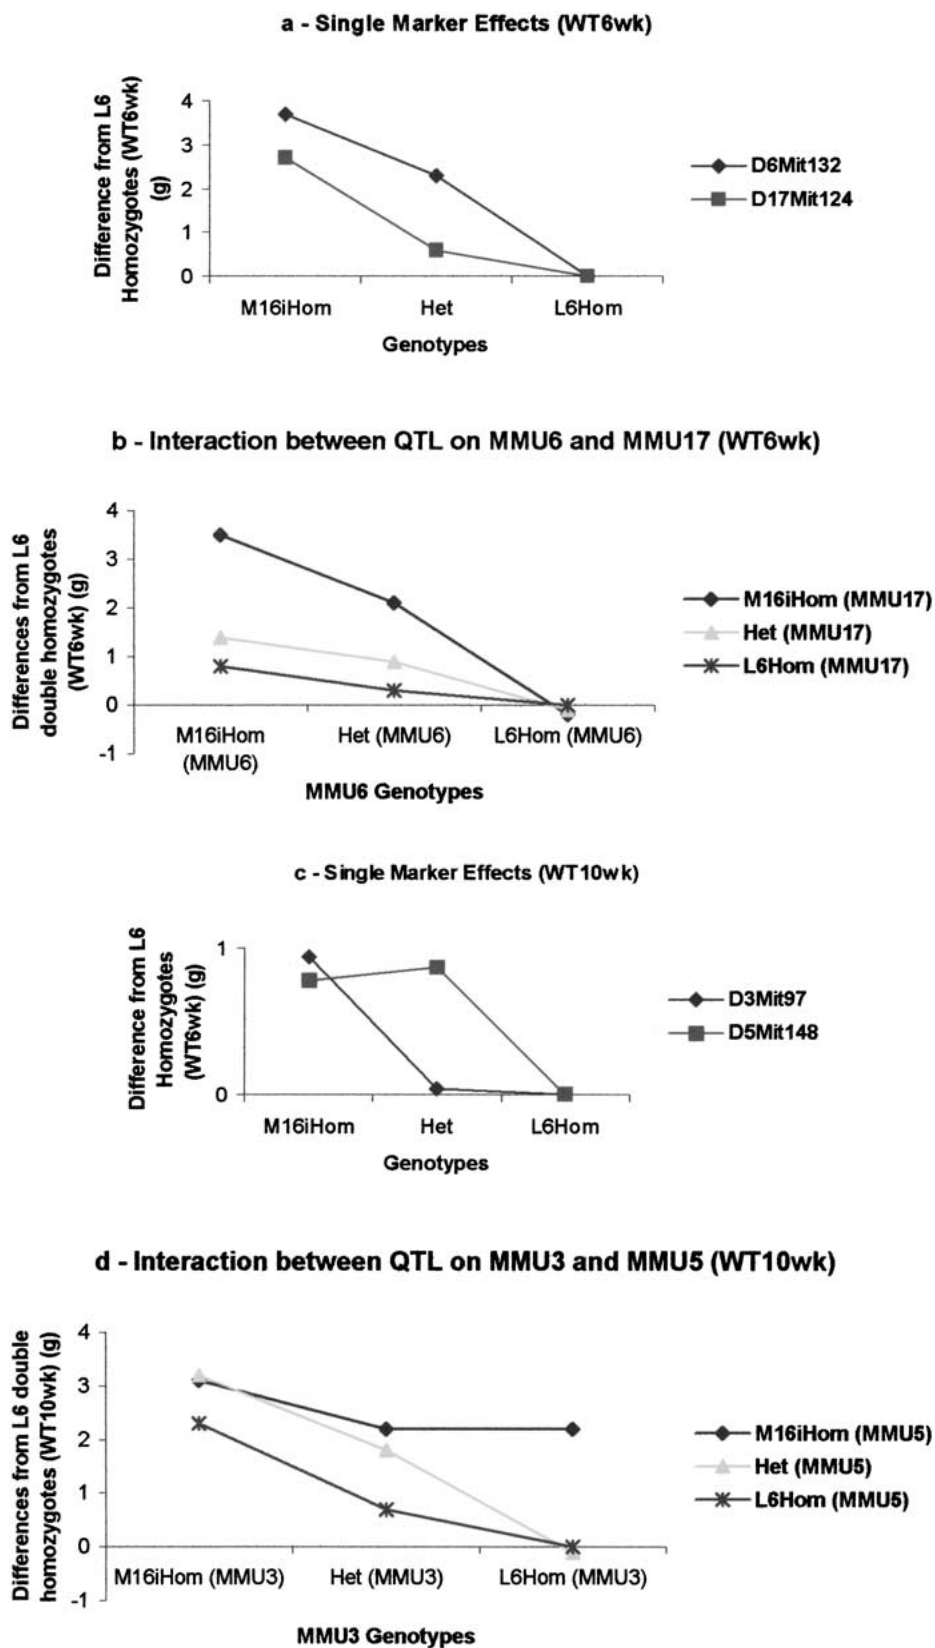 a - Single Marker Effects (WT6wk)
Difference from L6
Homozygotes (WT6wk)
(g)
4
3
2
1
0
M16iHom Het L6Hom
Genotypes
D6Mit132
D17Mit124
b - Interaction between QTL on MMU6 and MMU17 (WT6wk)
Differences from L6
double homozygotes
(WT6wk) (g)
4
3
2
1
0
-1
M16iHom
(MMU6)
Het (MMU6)
L6Hom (MMU6)
MMU6 Genotypes
M16iHom (MMU17)
Het (MMU17)
L6Hom (MMU17)
c - Single Marker Effects (WT10wk)
Difference from L6
Homozygotes
(WT6wk) (g)
1
0
M16iHom Het L6Hom
Genotypes
D3Mit97
D5Mit148
d - Interaction between QTL on MMU3 and MMU5 (WT10wk)
Differences from L6 double
homozygotes (WT10wk) (g)
4
3
2
1
0
-1
M16iHom (MMU3) Het (MMU3) L6Hom (MMU3)
MMU3 Genotypes
M16iHom (MMU5)
Het (MMU5)
L6Hom (MMU5)